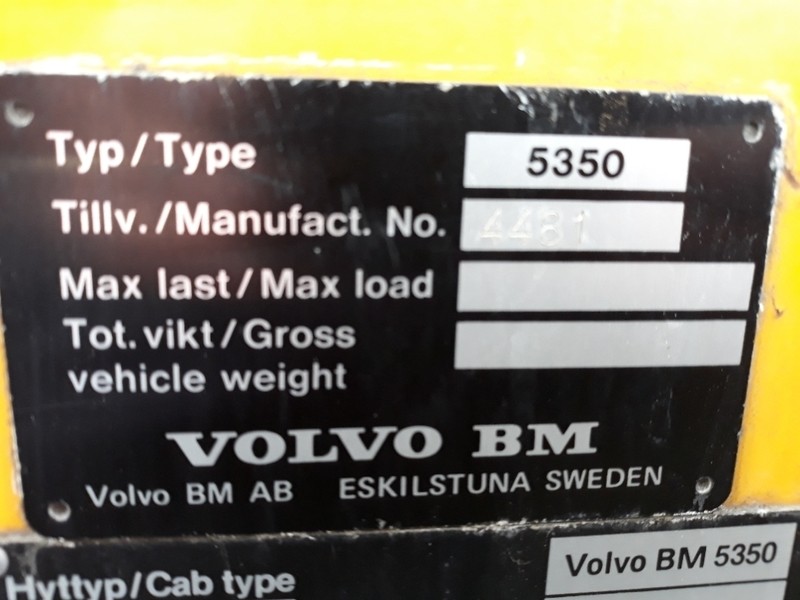 Typ/Type 5350
Tillv./Manufact. No. 4481
Max last/Max load
Tot. vikt/Gross
vehicle weight
VOLVO BM
Volvo BM AB ESKILSTUNA SWEDEN
Hyttyp/Cab type Volvo BM 5350